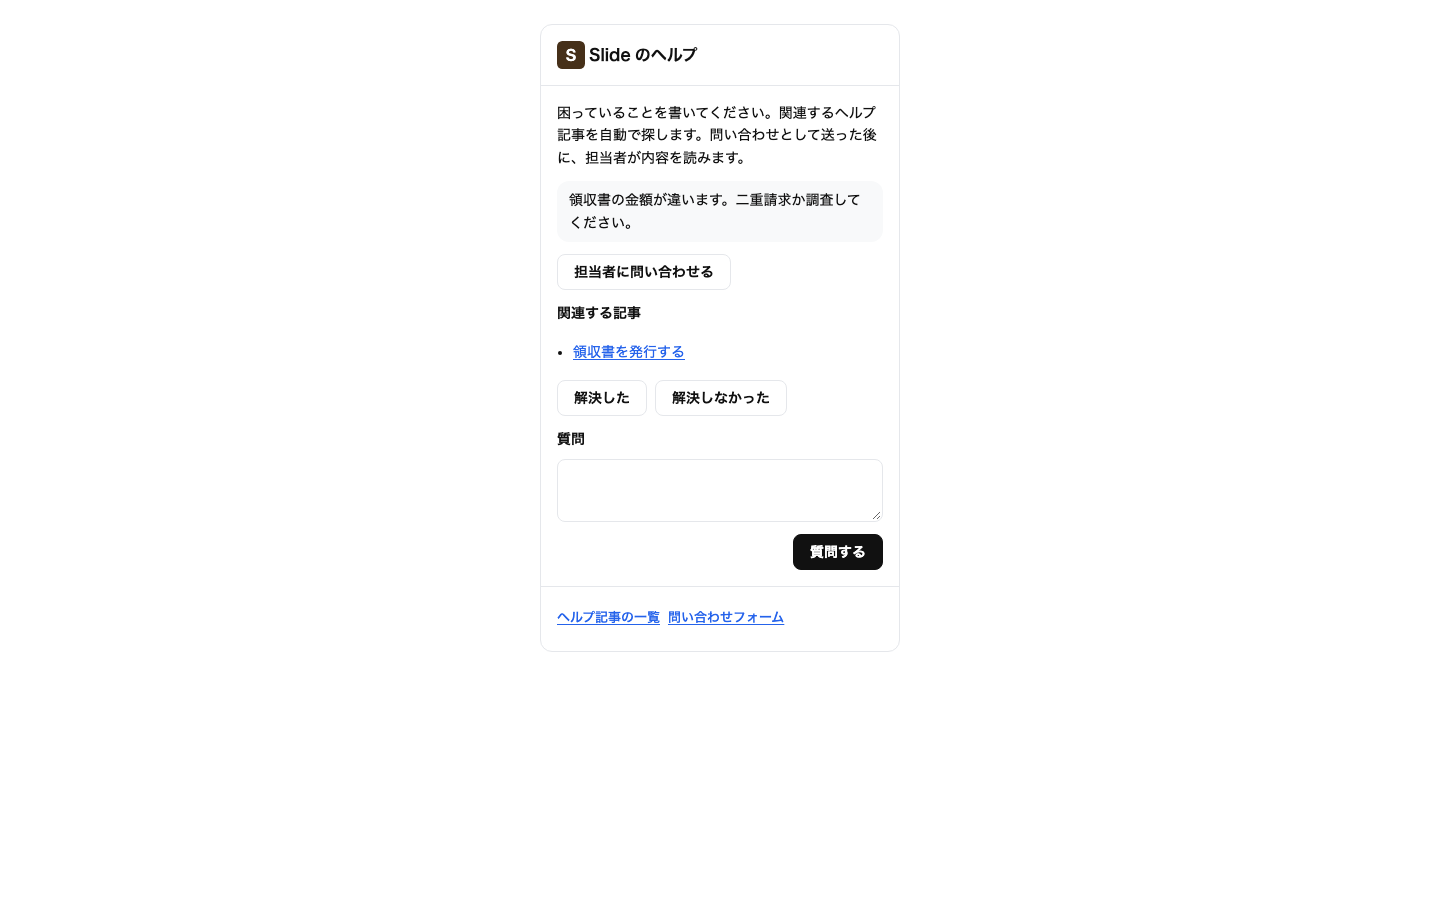 S Slide のヘルプ
困っていることを書いてください。関連するヘルプ
記事を自動で探します。問い合わせとして送った後
に、担当者が内容を読みます。
領収書の金額が違います。二重請求か調査して
ください。
担当者に問い合わせる
関連する記事
領収書を発行する
解決した 解決しなかった
質問
質問する
ヘルプ記事の一覧 問い合わせフォーム